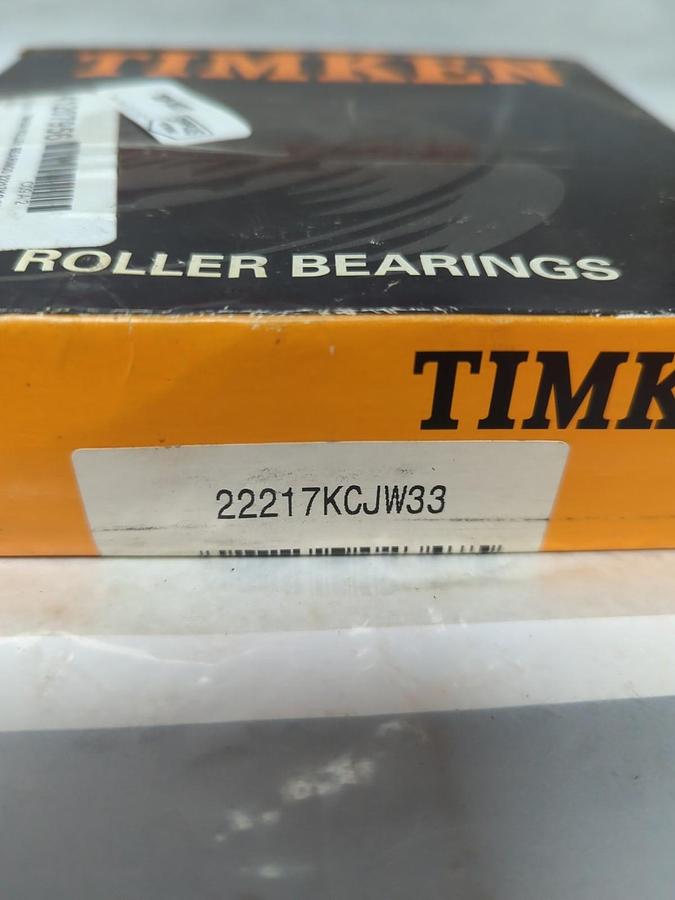 TIMKEN
ROLLER BEARINGS
TIMK
22217KCJW33